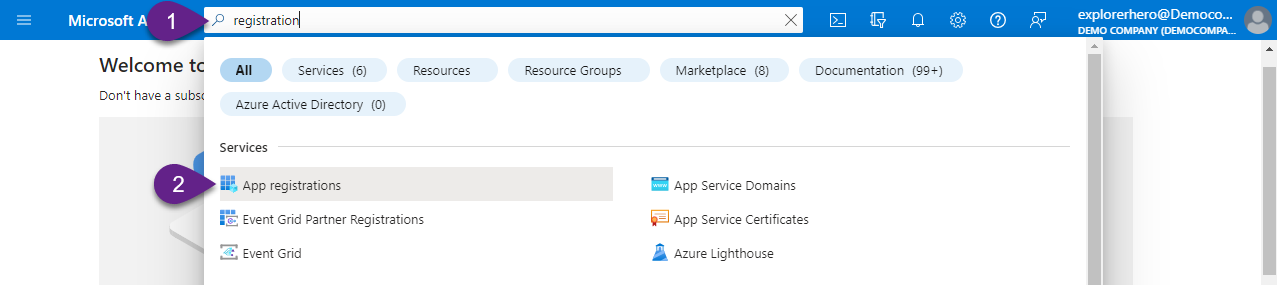 Microsoft A
1
registration
explorerhero@Democo...
DEMO COMPANY (DEMOCOMPA...
Welcome to
Don't have a subsc
All
Services (6)
Resources
Resource Groups
Marketplace (8)
Documentation (99+)
Azure Active Directory (0)
Services
2
App registrations
App Service Domains
Event Grid Partner Registrations
App Service Certificates
Event Grid
Azure Lighthouse